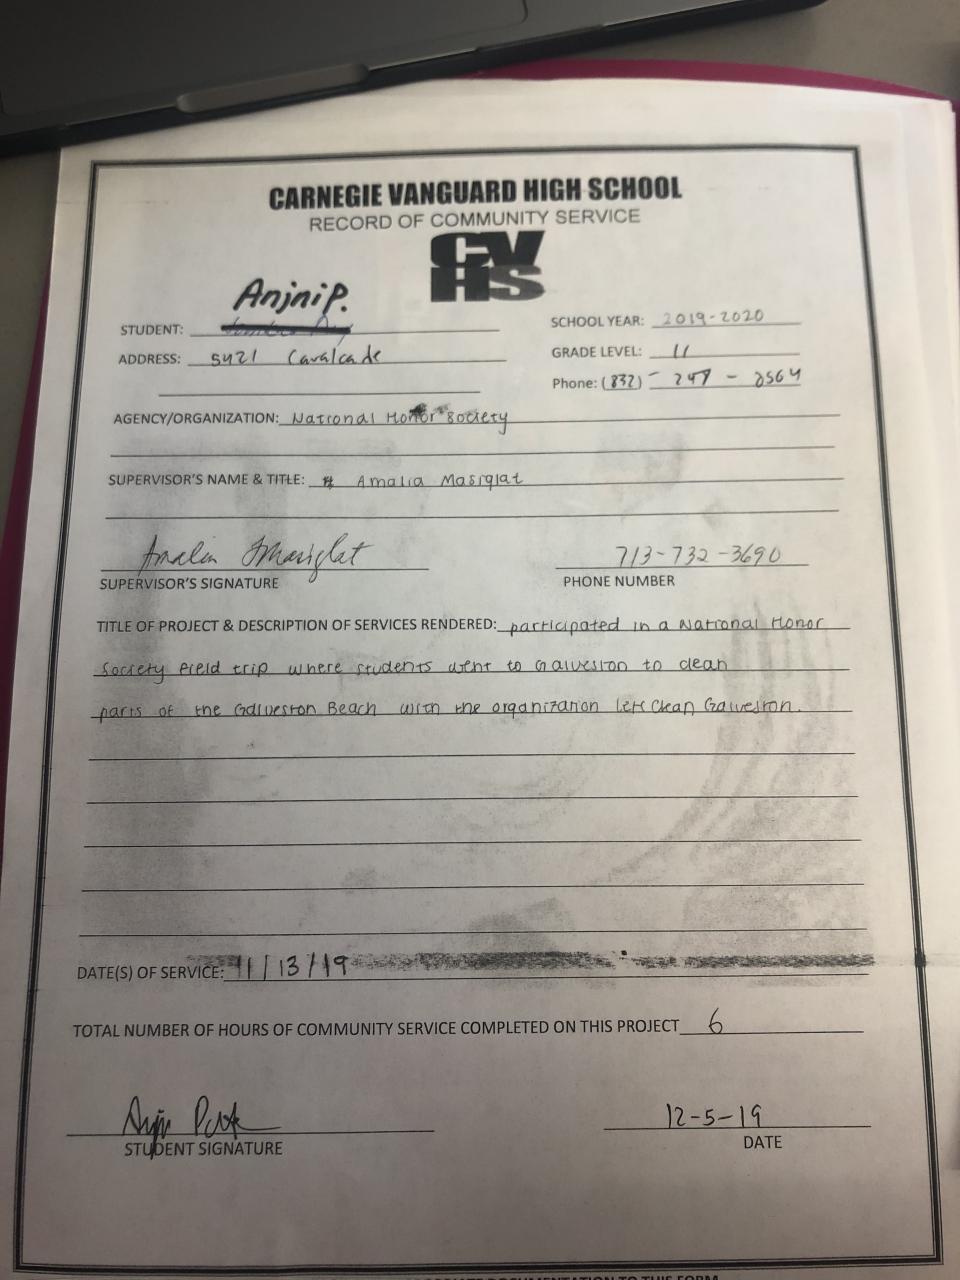 CARNEGIE VANGUARD HIGH SCHOOL
RECORD OF COMMUNITY SERVICE
CVHS
Anjni P.
STUDENT:
SCHOOL YEAR: 2019-2020
ADDRESS: 5421 Cavalcade
GRADE LEVEL: 11
Phone: (832) - 247 - 8564
AGENCY/ORGANIZATION: National Honor Society
SUPERVISOR'S NAME & TITLE: Amalia Masiglat
Amalia Masiglat
713-732-3690
SUPERVISOR'S SIGNATURE
PHONE NUMBER
TITLE OF PROJECT & DESCRIPTION OF SERVICES RENDERED: participated in a National Honor
Society field trip where students went to Galveston to clean
parts of the Galveston Beach with the organization Lets Clean Galveston.
DATE(S) OF SERVICE: 11/13/19
TOTAL NUMBER OF HOURS OF COMMUNITY SERVICE COMPLETED ON THIS PROJECT 6
12-5-19
STUDENT SIGNATURE
DATE